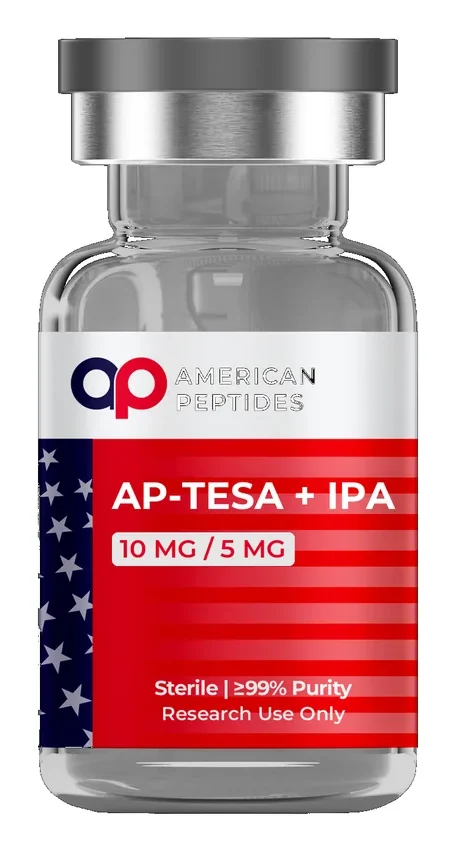 ap AMERICAN
PEPTIDES
AP-TESA + IPA
10 MG / 5 MG
Sterile | ≥99% Purity
Research Use Only